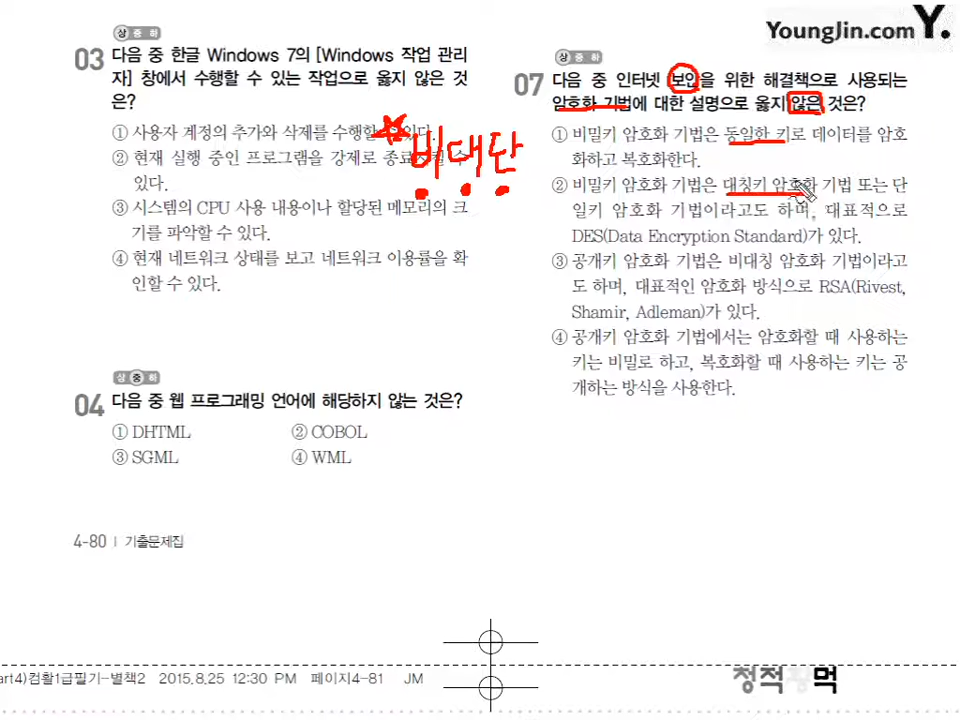 YoungJin.com Y.
상 중 하
03 다음 중 한글 Windows 7의 [Windows 작업 관리
자] 창에서 수행할 수 있는 작업으로 옳지 않은 것
은?
① 사용자 계정의 추가와 삭제를 수행할 수 있다.
② 현재 실행 중인 프로그램을 강제로 종료시킬 수
있다.
③ 시스템의 CPU 사용 내용이나 할당된 메모리의 크
기를 파악할 수 있다.
④ 현재 네트워크 상태를 보고 네트워크 이용률을 확
인할 수 있다.
비대단
상 중 하
04 다음 중 웹 프로그래밍 언어에 해당하지 않는 것은?
① DHTML ② COBOL
③ SGML ④ WML
4-80 | 기출문제집
상 중 하
07 다음 중 인터넷 보안을 위한 해결책으로 사용되는
암호화 기법에 대한 설명으로 옳지 않은 것은?
① 비밀키 암호화 기법은 동일한 키로 데이터를 암호
화하고 복호화한다.
② 비밀키 암호화 기법은 대칭키 암호화 기법 또는 단
일키 암호화 기법이라고도 하며, 대표적으로
DES(Data Encryption Standard)가 있다.
③ 공개키 암호화 기법은 비대칭 암호화 기법이라고
도 하며, 대표적인 암호화 방식으로 RSA(Rivest,
Shamir, Adleman)가 있다.
④ 공개키 암호화 기법에서는 암호화할 때 사용하는
키는 비밀로 하고, 복호화할 때 사용하는 키는 공
개하는 방식을 사용한다.
art4)컴활1급필기-별책2 2015.8.25 12:30 PM 페이지4-81 JM
청적 먹